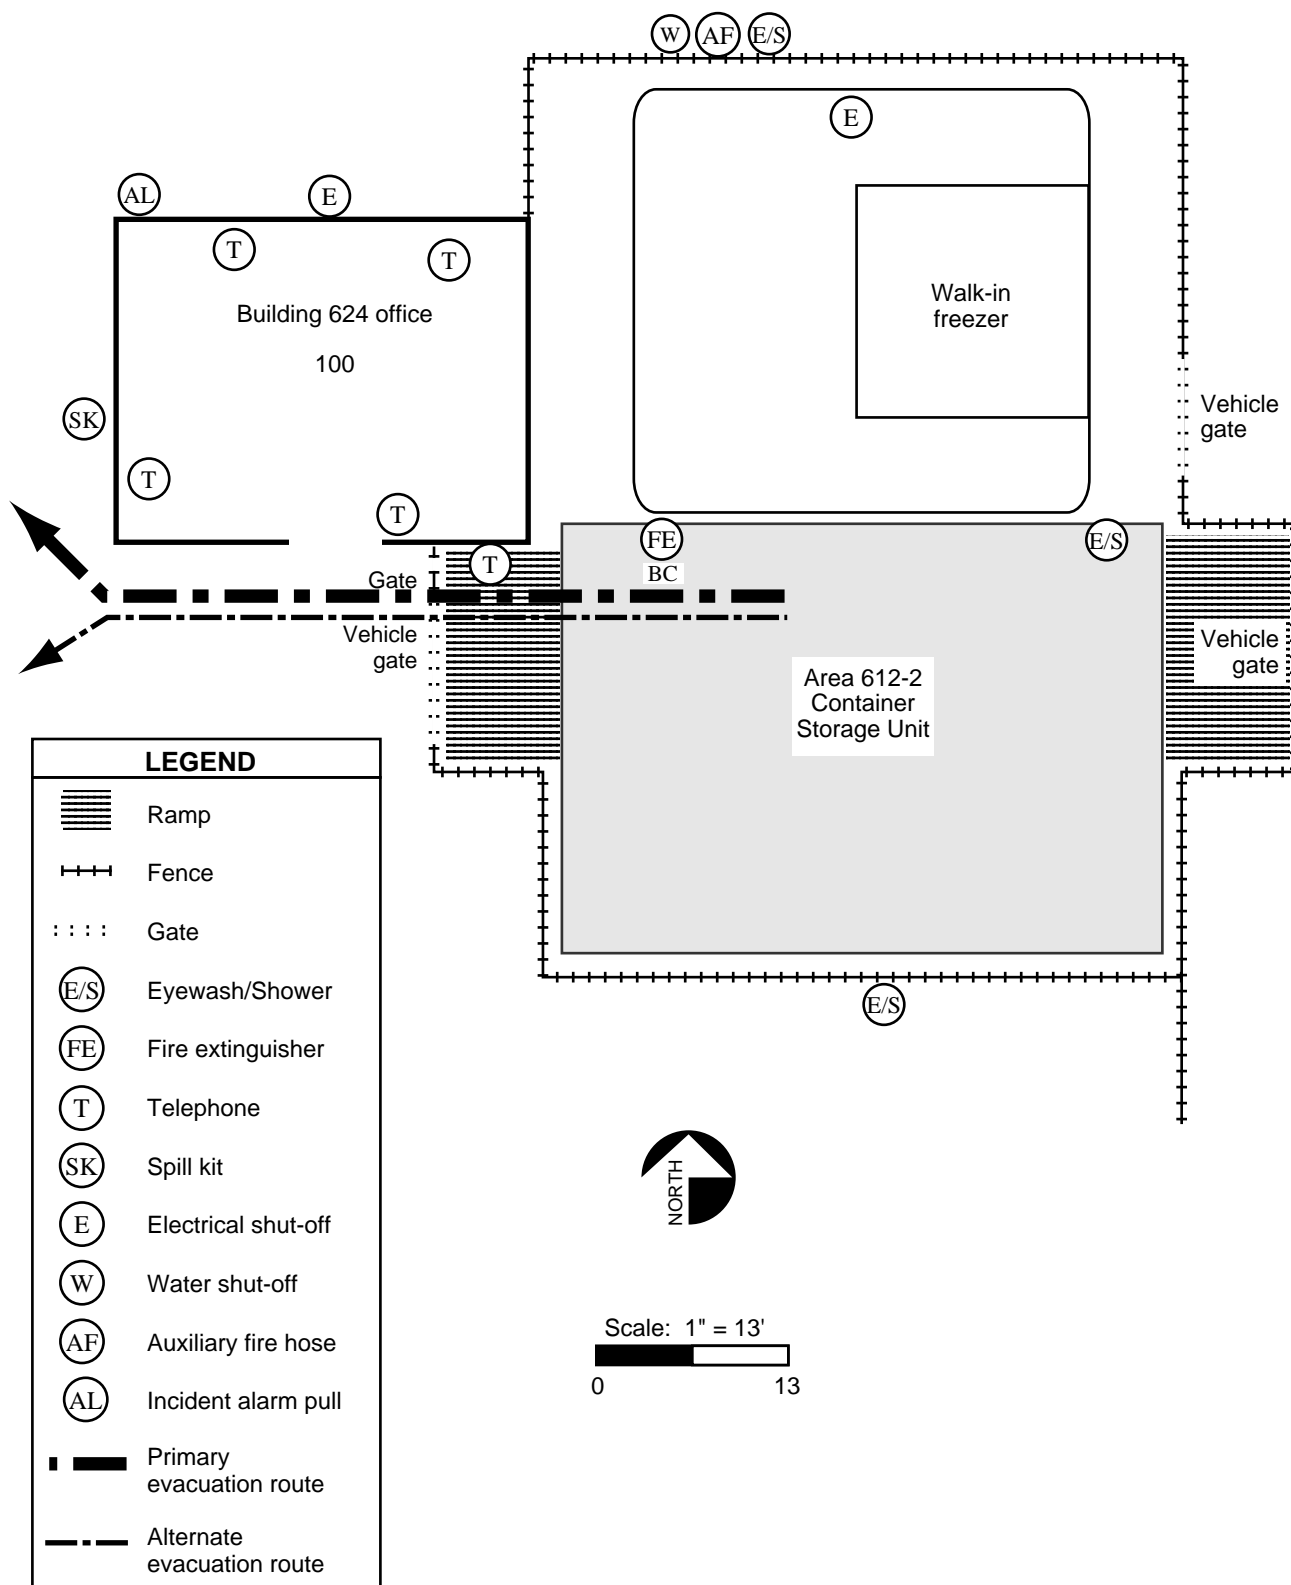 W AF E/S
E
AL
E
T
T
Building 624 office
100
Walk-in
freezer
SK
T
T
Vehicle
gate
FE
BC
E/S
T
Gate
Vehicle
gate
Area 612-2
Container
Storage Unit
Vehicle
gate
E/S
LEGEND
Ramp
Fence
Gate
E/S Eyewash/Shower
FE Fire extinguisher
T Telephone
SK Spill kit
E Electrical shut-off
W Water shut-off
AF Auxiliary fire hose
AL Incident alarm pull
Primary
evacuation route
Alternate
evacuation route
NORTH
Scale: 1" = 13'
0 13